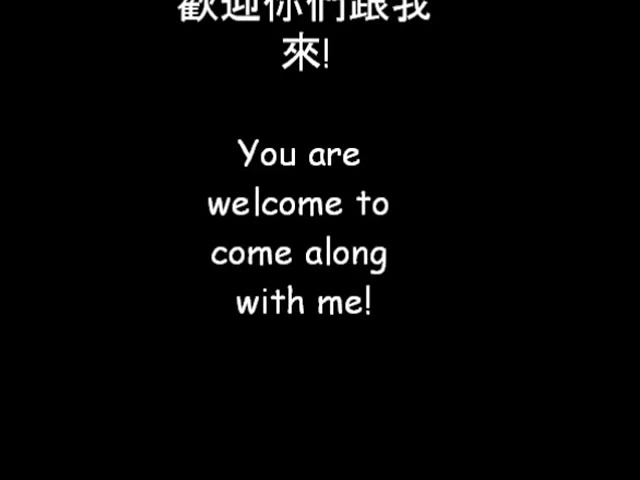 歡迎你們跟我
來!
You are
welcome to
come along
with me!